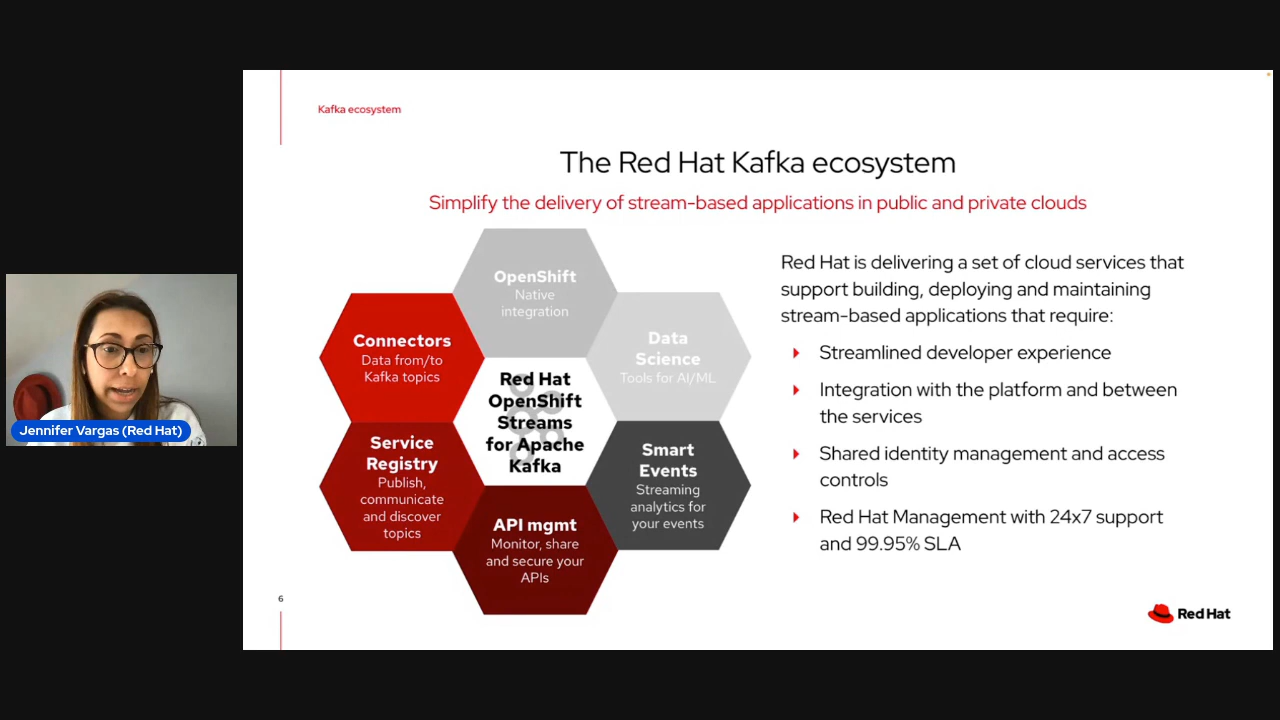 Kafka ecosystem
The Red Hat Kafka ecosystem
Simplify the delivery of stream-based applications in public and private clouds
OpenShift
Native
integration
Connectors
Data from/to
Kafka topics
Data
Science
Tools for AI/ML
Red Hat
OpenShift
Streams
for Apache
Kafka
Service
Registry
Publish,
communicate
and discover
topics
Smart
Events
Streaming
analytics for
your events
API mgmt
Monitor, share
and secure your
APIs
Red Hat is delivering a set of cloud services that
support building, deploying and maintaining
stream-based applications that require:
Streamlined developer experience
Integration with the platform and between
the services
Shared identity management and access
controls
Red Hat Management with 24x7 support
and 99.95% SLA
Jennifer Vargas (Red Hat)
6
Red Hat